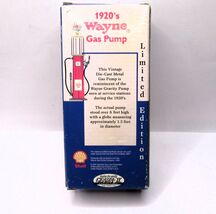 1920's
Wayne
Gas Pump
This Vintage
Die-Cast Metal
Gas Pump is
reminiscent of the
Wayne Gravity Pump
seen at service stations
during the 1920's.
The actual pump
stood over 8 feet high
with a globe measuring
approximately 1.5 feet
in diameter
Limited Edition
Shell